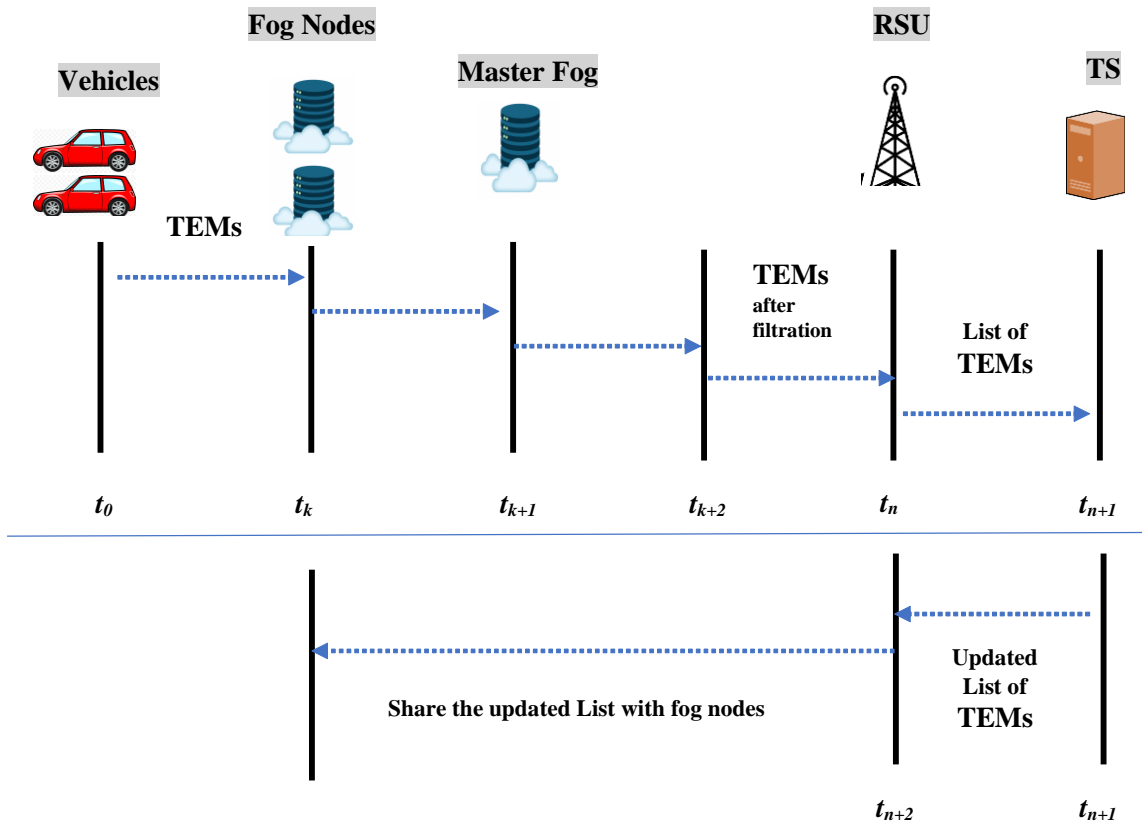 Fog Nodes
RSU
Master Fog
TS
Vehicles
TEMs
TEMs
after
filtration
List of
TEMs
t0
tk
tk+1
tk+2
tn
tn+1
Updated
List of
TEMs
Share the updated List with fog nodes
tn+2
tn+1